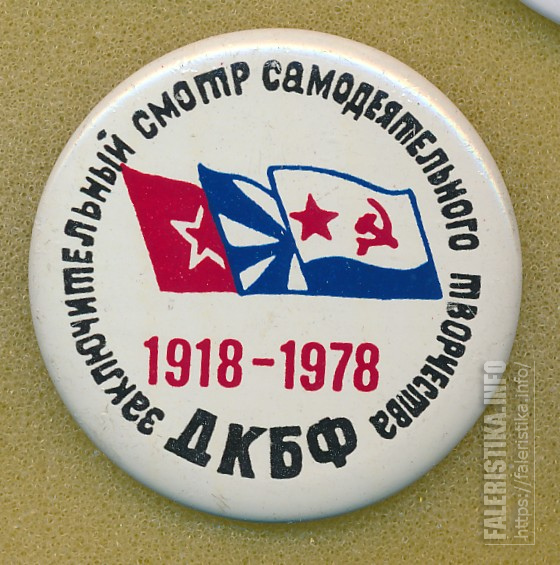 заключительный смотр самодеятельного творчества
1918-1978
ДКБФ
FALERISTIKA.INFO
https://faleristika.info/